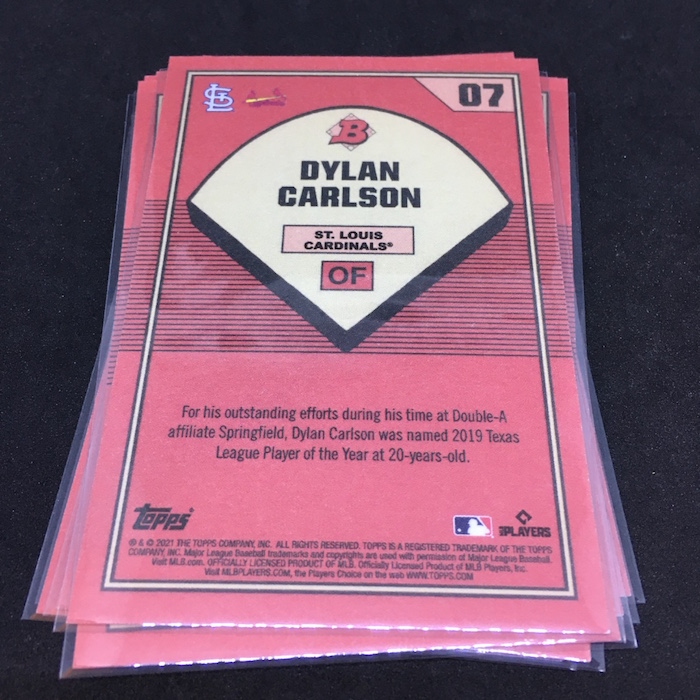 07
B
DYLAN
CARLSON
ST. LOUIS
CARDINALS®
OF
For his outstanding efforts during his time at Double-A
affiliate Springfield, Dylan Carlson was named 2019 Texas
League Player of the Year at 20-years-old.
topps®
PLAYERS
® & © 2021 THE TOPPS COMPANY, INC. ALL RIGHTS RESERVED. TOPPS IS A REGISTERED TRADEMARK OF THE TOPPS
COMPANY, INC. Major League Baseball trademarks and copyrights are used with permission of Major League Baseball.
Visit MLB.com. OFFICIALLY LICENSED PRODUCT OF MLB. Officially Licensed Product of MLB Players, Inc.
Visit MLBPLAYERS.COM, the Players Choice on the web WWW.TOPPS.COM